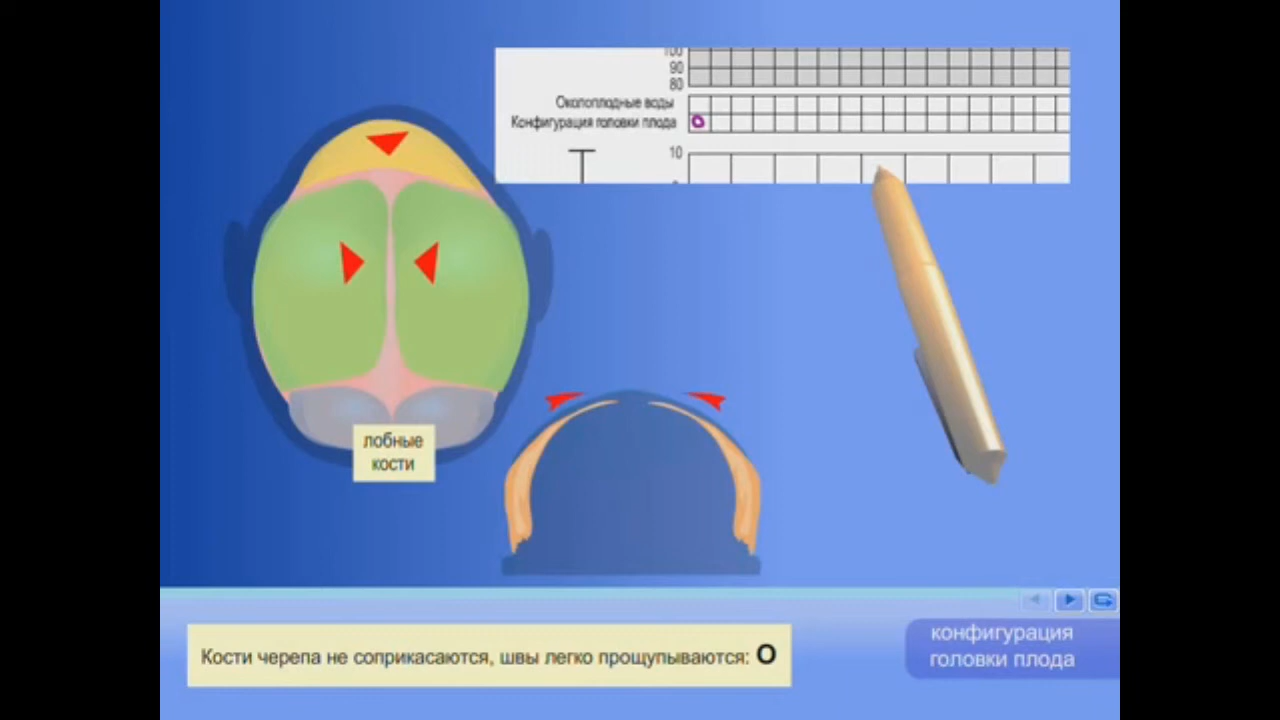 100
90
80
Околоплодные воды
Конфигурация головки плода
10
лобные
кости
Кости черепа не соприкасаются, швы легко прощупываются: О
конфигурация
головки плода